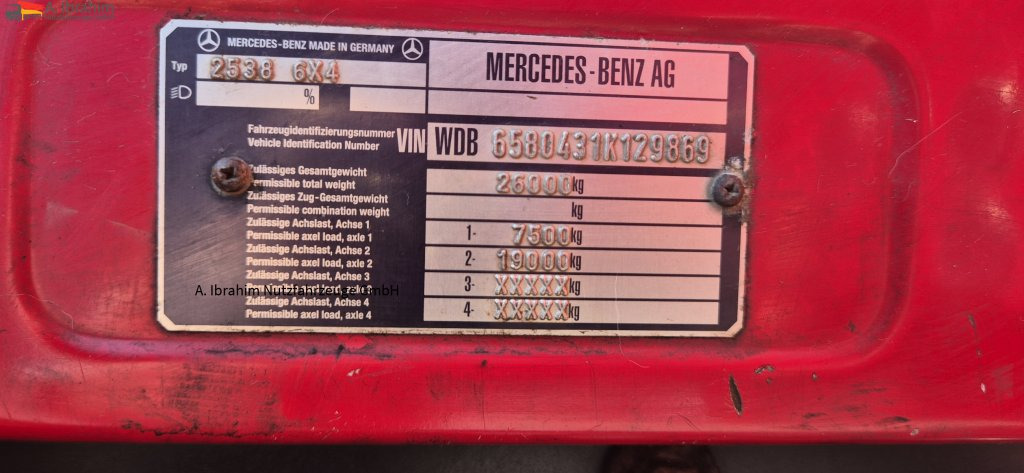 A. Ibrahim
MERCEDES-BENZ MADE IN GERMANY
MERCEDES-BENZ AG
Typ 2538 6X4
%
Fahrzeugidentifizierungsnummer
Vehicle Identification Number
VIN WDB 6580431K129869
Zulässiges Gesamtgewicht
Permissible total weight
26000 kg
Zulässiges Zug-Gesamtgewicht
Permissible combination weight
kg
Zulässige Achslast, Achse 1
Permissible axel load, axle 1
1- 7500 kg
Zulässige Achslast, Achse 2
Permissible axel load, axle 2
2- 19000 kg
Zulässige Achslast, Achse 3
3- XXXXX kg
A. Ibrahim Nutzfahrzeuge GmbH
Zulässige Achslast, Achse 4
Permissible axel load, axle 4
4- XXXXX kg